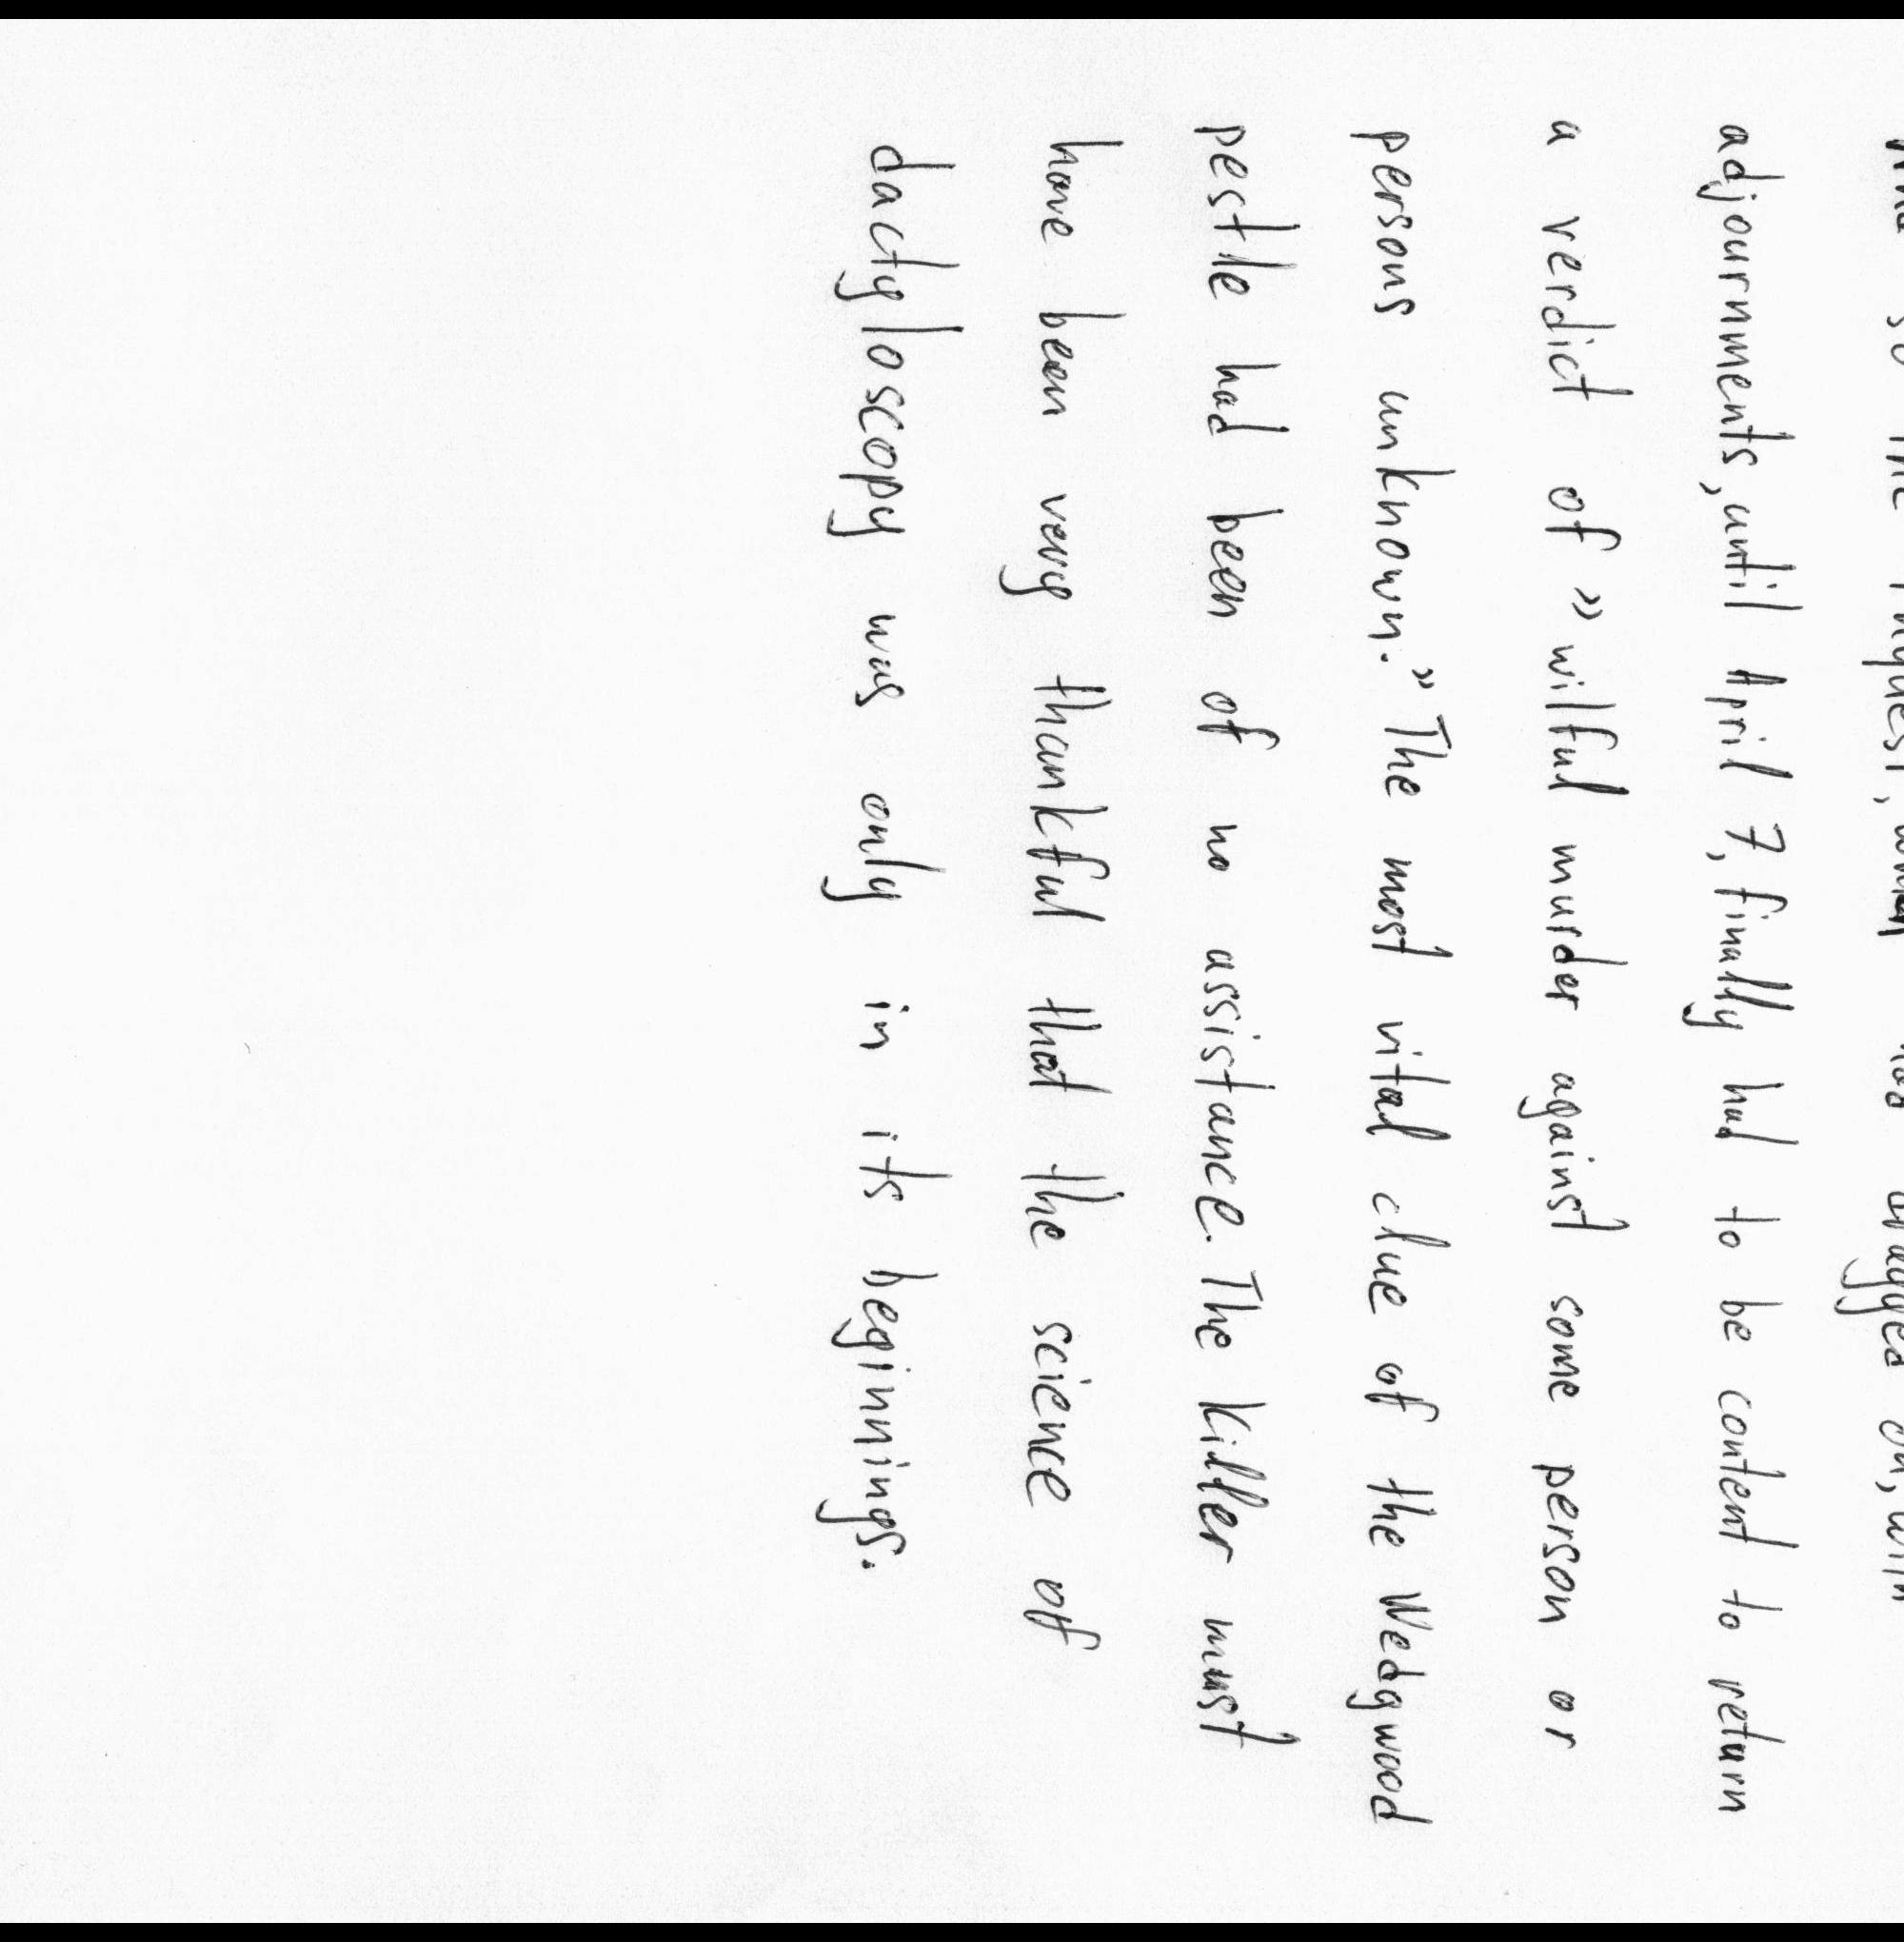 so the inquest, which had dragged on, with
adjournments, until April 7, finally had to be content to return
a verdict of » willful murder against some person or
persons unknown." The most vital clue of the Wedgwood
pestle had been of no assistance. The killer must
have been very thankful that the science of
dactyloscopy was only in its beginnings.